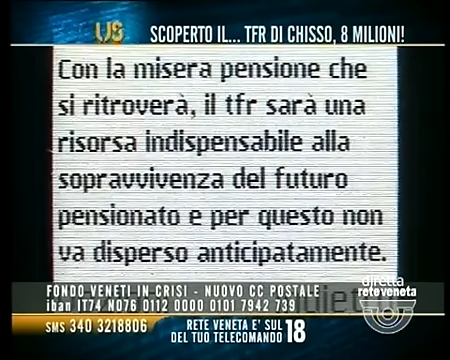 US
SCOPERTO IL... TFR DI CHISSO, 8 MILIONI!
Con la misera pensione che
si ritroverà, il tfr sarà una
risorsa indispensabile alla
sopravvivenza del futuro
pensionato e per questo non
va disperso anticipatamente.
FONDO VENETI IN CRISI - NUOVO CC POSTALE
iban IT74 N076 0112 0000 0101 7942 739
diretta
reteveneta
SMS 340 3218806
RETE VENETA E' SUL
DEL TUO TELECOMANDO 18